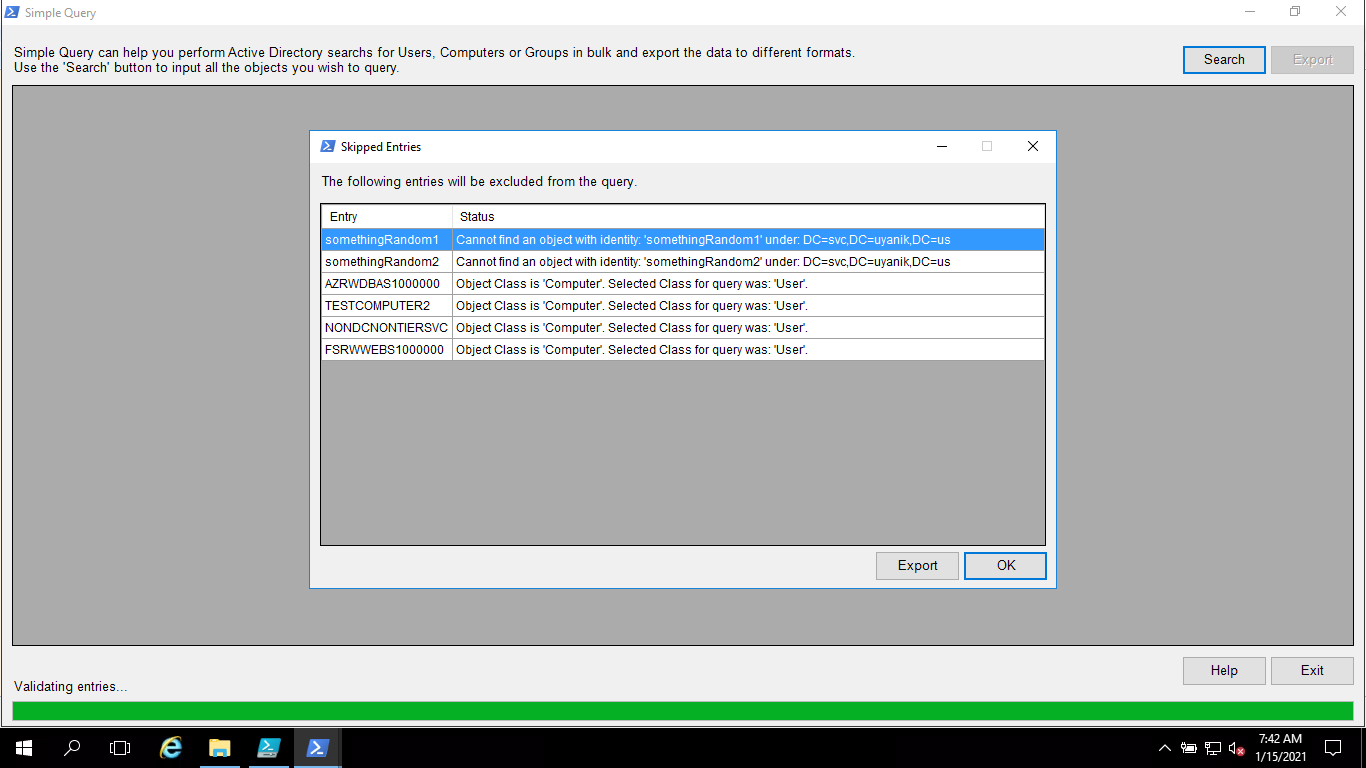 Simple Query
Simple Query can help you perform Active Directory searchs for Users, Computers or Groups in bulk and export the data to different formats.
Use the 'Search' button to input all the objects you wish to query.
Search
Export
Skipped Entries
The following entries will be excluded from the query.
Entry Status
somethingRandom1 Cannot find an object with identity: 'somethingRandom1' under: DC=svc,DC=uyanik,DC=us
somethingRandom2 Cannot find an object with identity: 'somethingRandom2' under: DC=svc,DC=uyanik,DC=us
AZRWDBAS1000000 Object Class is 'Computer'. Selected Class for query was: 'User'.
TESTCOMPUTER2 Object Class is 'Computer'. Selected Class for query was: 'User'.
NONDCNONTIERSVC Object Class is 'Computer'. Selected Class for query was: 'User'.
FSRWWEBS1000000 Object Class is 'Computer'. Selected Class for query was: 'User'.
Export
OK
Help
Exit
Validating entries...
7:42 AM
1/15/2021